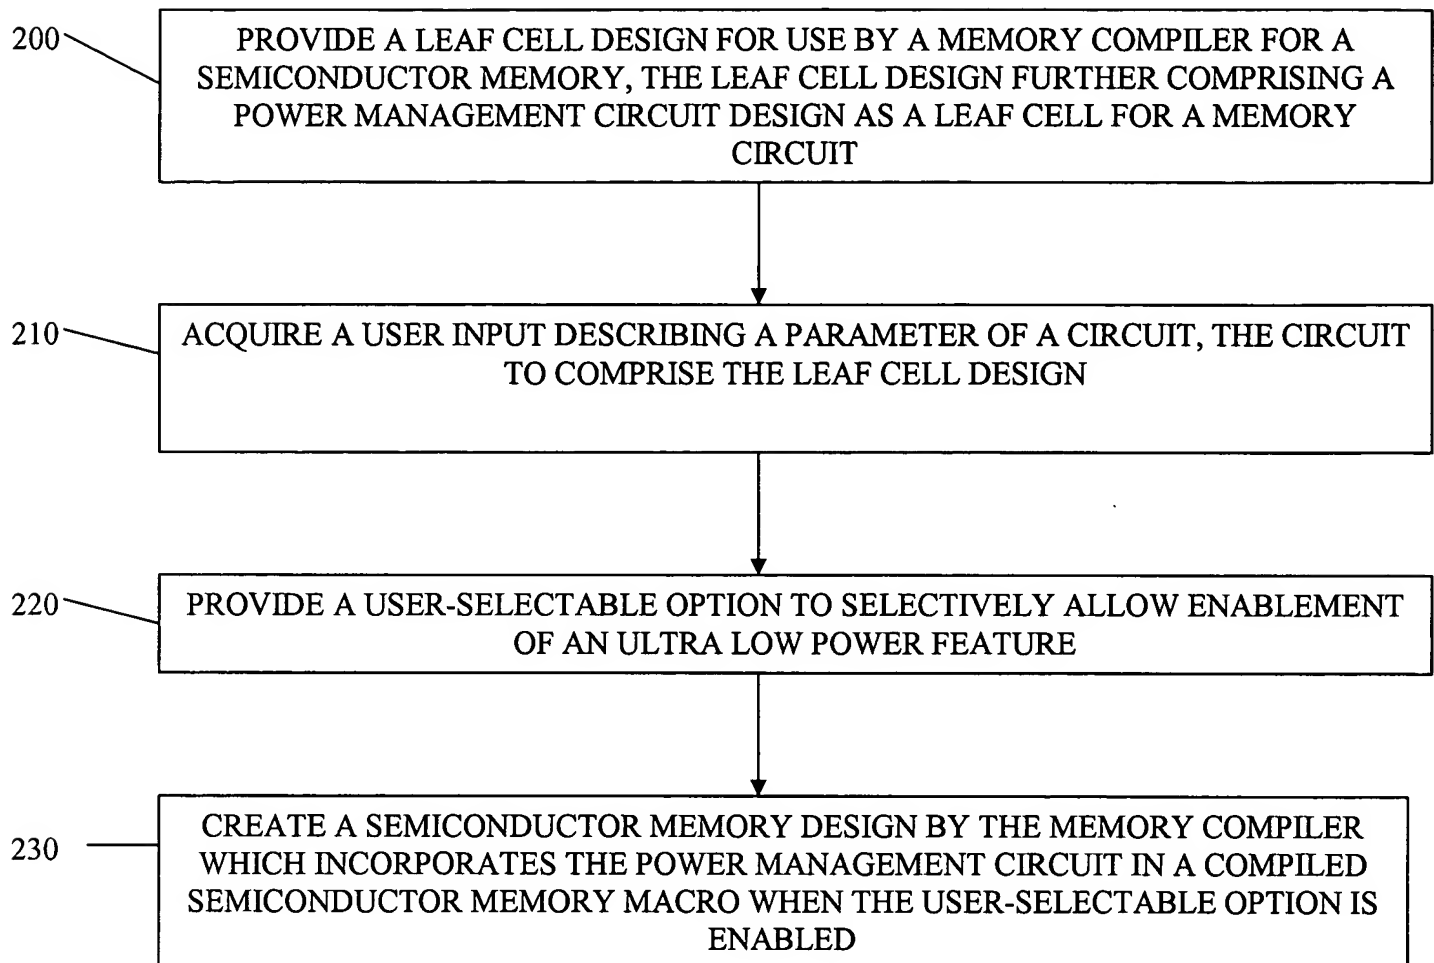 200
PROVIDE A LEAF CELL DESIGN FOR USE BY A MEMORY COMPILER FOR A
SEMICONDUCTOR MEMORY, THE LEAF CELL DESIGN FURTHER COMPRISING A
POWER MANAGEMENT CIRCUIT DESIGN AS A LEAF CELL FOR A MEMORY
CIRCUIT
210
ACQUIRE A USER INPUT DESCRIBING A PARAMETER OF A CIRCUIT, THE CIRCUIT
TO COMPRISE THE LEAF CELL DESIGN
220
PROVIDE A USER-SELECTABLE OPTION TO SELECTIVELY ALLOW ENABLEMENT
OF AN ULTRA LOW POWER FEATURE
230
CREATE A SEMICONDUCTOR MEMORY DESIGN BY THE MEMORY COMPILER
WHICH INCORPORATES THE POWER MANAGEMENT CIRCUIT IN A COMPILED
SEMICONDUCTOR MEMORY MACRO WHEN THE USER-SELECTABLE OPTION IS
ENABLED